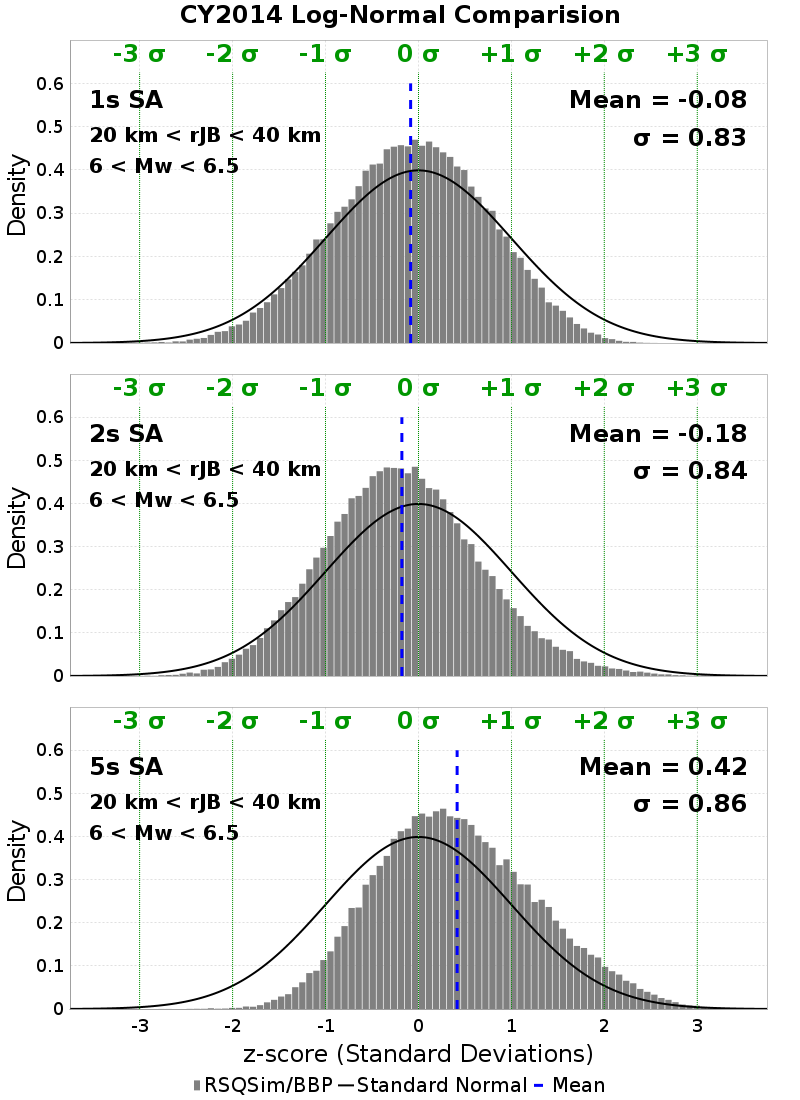 CY2014 Log-Normal Comparision
-3 σ -2 σ -1 σ 0 σ +1 σ +2 σ +3 σ
1s SA
20 km < rJB < 40 km
6 < Mw < 6.5
Mean = -0.08
σ = 0.83
0.6
0.5
0.4
0.3
0.2
0.1
0
Density
-3 σ -2 σ -1 σ 0 σ +1 σ +2 σ +3 σ
2s SA
20 km < rJB < 40 km
6 < Mw < 6.5
Mean = -0.18
σ = 0.84
0.6
0.5
0.4
0.3
0.2
0.1
0
Density
-3 σ -2 σ -1 σ 0 σ +1 σ +2 σ +3 σ
5s SA
20 km < rJB < 40 km
6 < Mw < 6.5
Mean = 0.42
σ = 0.86
0.6
0.5
0.4
0.3
0.2
0.1
0
Density
-3 -2 -1 0 1 2 3
z-score (Standard Deviations)
RSQSim/BBP Standard Normal Mean